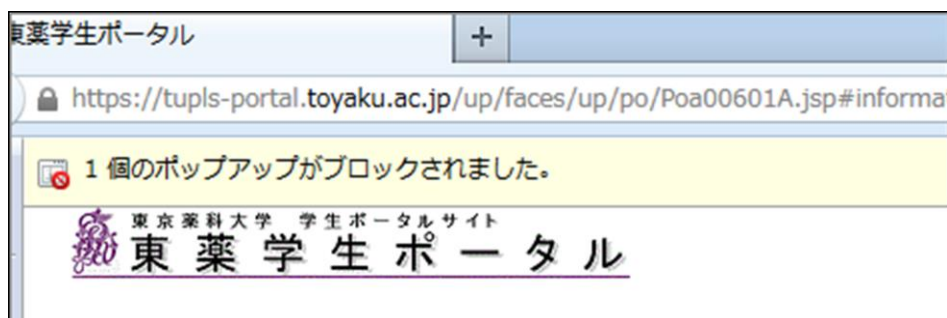 東薬学生ポータル
+
https://tupls-portal.toyaku.ac.jp/up/faces/up/po/Poa00601A.jsp#informa
1 個のポップアップがブロックされました。
東京薬科大学 学生ポータルサイト
東薬学生ポータル